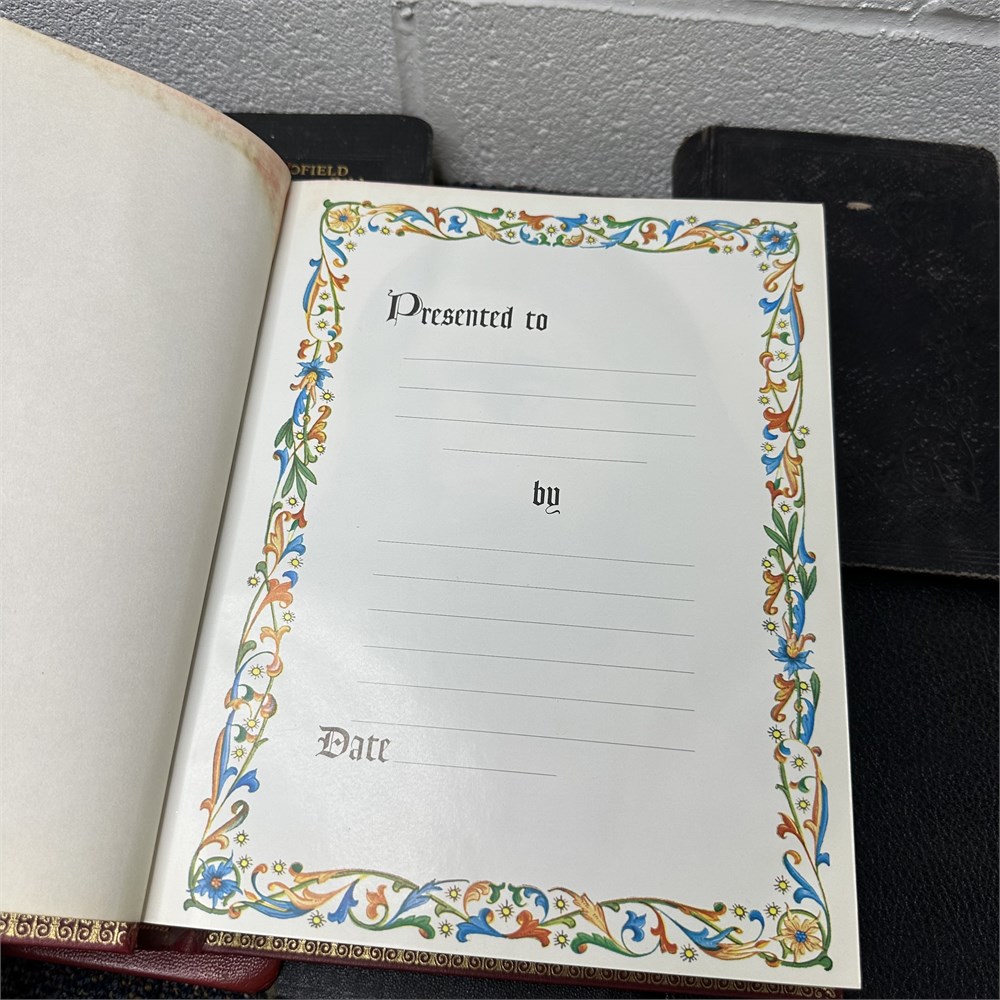 OFIELD
Presented to
by
Date